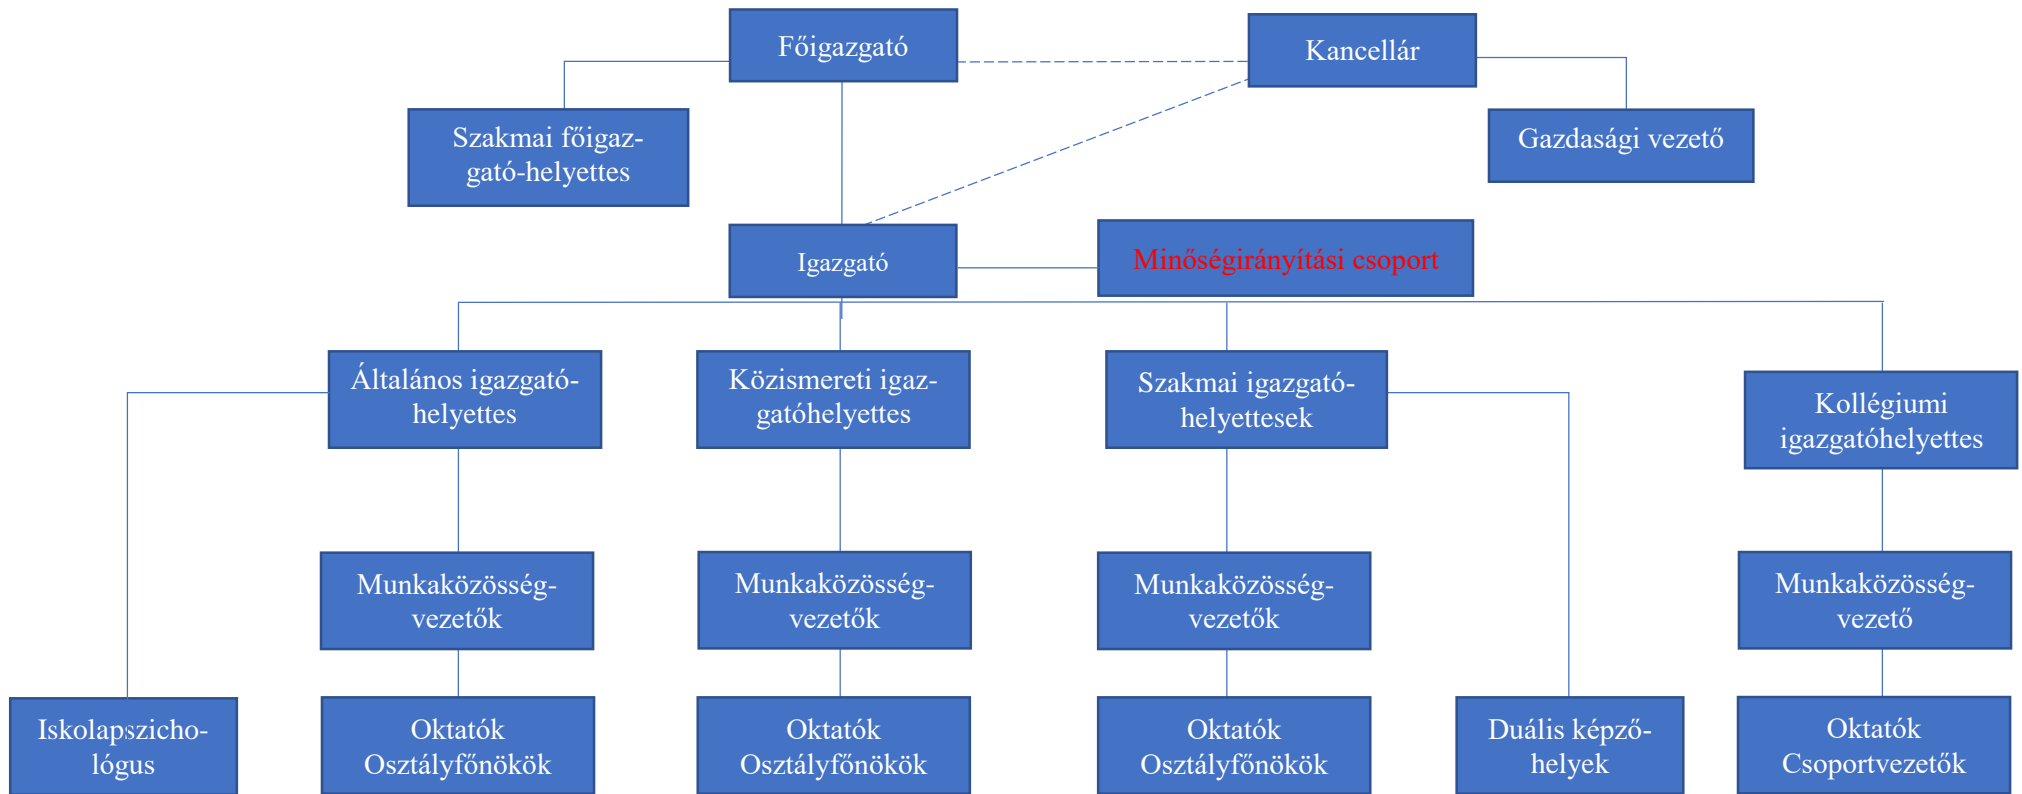 Főigazgató
Kancellár
Szakmai főigaz-
gató-helyettes
Gazdasági vezető
Igazgató
Minőségirányítási csoport
Általános igazgató-
helyettes
Közismereti igaz-
gatóhelyettes
Szakmai igazgató-
helyettesek
Kollégiumi
igazgatóhelyettes
Munkaközösség-
vezetők
Munkaközösség-
vezetők
Munkaközösség-
vezetők
Munkaközösség-
vezető
Iskolapszicho-
lógus
Oktatók
Osztályfőnökök
Oktatók
Osztályfőnökök
Oktatók
Osztályfőnökök
Duális képző-
helyek
Oktatók
Csoportvezetők